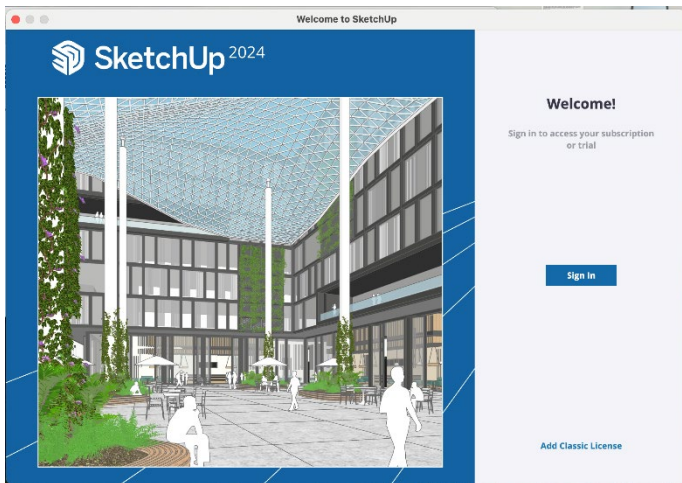 Welcome to SketchUp
SketchUp 2024
Welcome!
Sign in to access your subscription
or trial
Sign In
Add Classic License